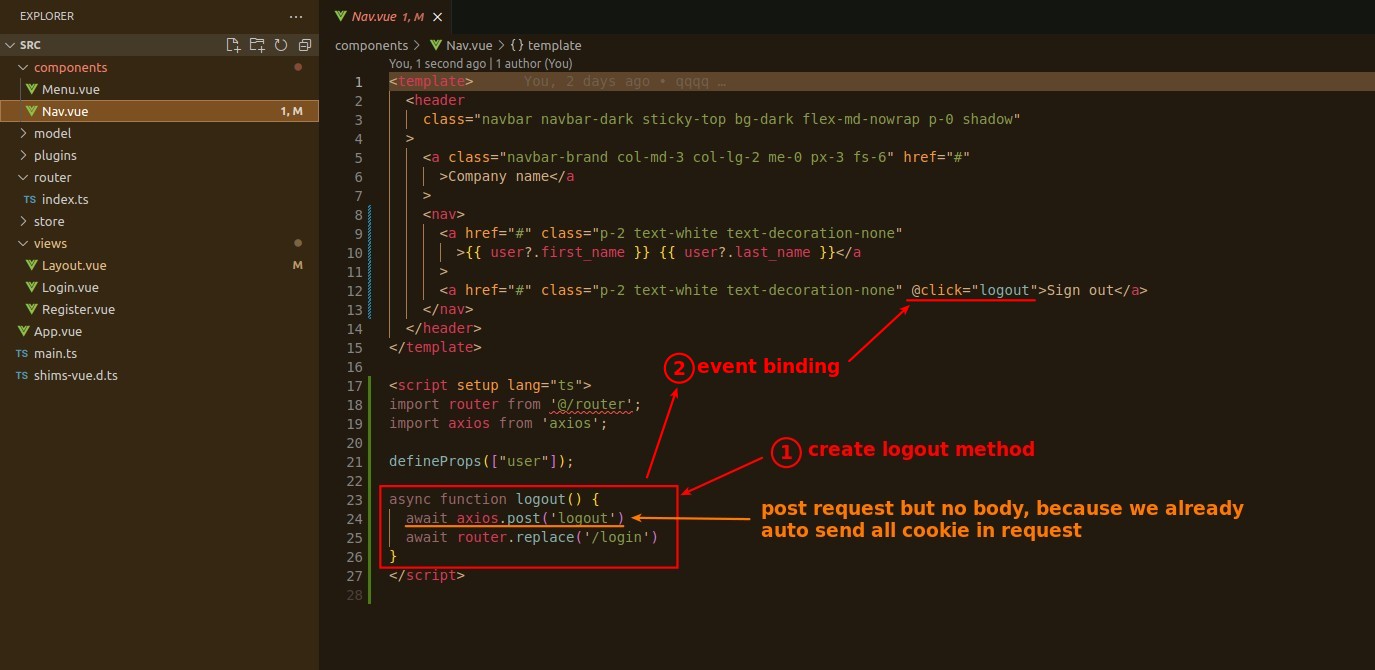 EXPLORER
SRC
components
Menu.vue
Nav.vue 1, M
model
plugins
router
TS index.ts
store
views
Layout.vue M
Login.vue
Register.vue
App.vue
TS main.ts
TS shims-vue.d.ts
Nav.vue 1, M
components > Nav.vue > {} template
You, 1 second ago | 1 author (You)
1 <template> You, 2 days ago • qqqq …
2 <header
3 class="navbar navbar-dark sticky-top bg-dark flex-md-nowrap p-0 shadow"
4 >
5 <a class="navbar-brand col-md-3 col-lg-2 me-0 px-3 fs-6" href="#"
6 >Company name</a
7 >
8 <nav>
9 <a href="#" class="p-2 text-white text-decoration-none"
10 >{{ user?.first_name }} {{ user?.last_name }}</a
11 >
12 <a href="#" class="p-2 text-white text-decoration-none" @click="logout">Sign out</a>
13 </nav>
14 </header>
15 </template>
16
17 <script setup lang="ts">
18 import router from '@/router';
19 import axios from 'axios';
20
21 defineProps(["user"]);
22
23 async function logout() {
24 await axios.post('logout')
25 await router.replace('/login')
26 }
27 </script>
28
2 event binding
1 create logout method
post request but no body, because we already
auto send all cookie in request